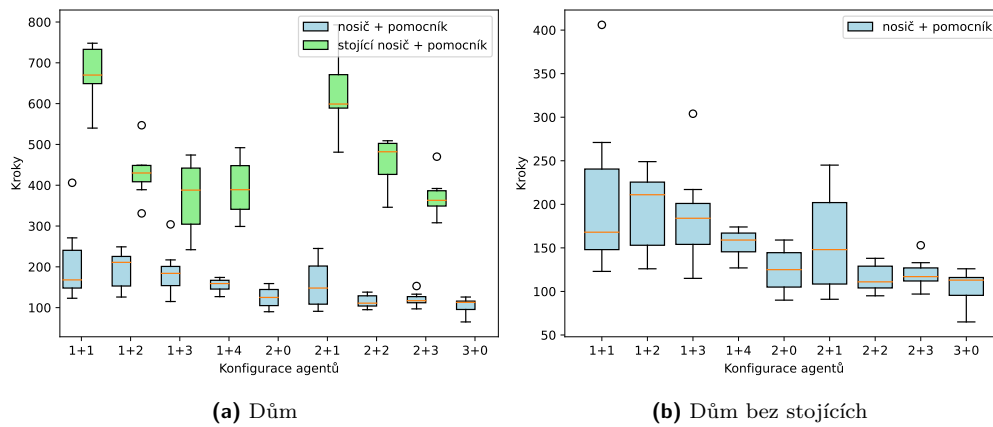 nosič + pomocník
stojící nosič + pomocník
800
700
600
500
400
300
200
100
Kroky
1+1 1+2 1+3 1+4 2+0 2+1 2+2 2+3 3+0
Konfigurace agentů
(a) Dům
nosič + pomocník
400
350
300
250
200
150
100
50
Kroky
1+1 1+2 1+3 1+4 2+0 2+1 2+2 2+3 3+0
Konfigurace agentů
(b) Dům bez stojících